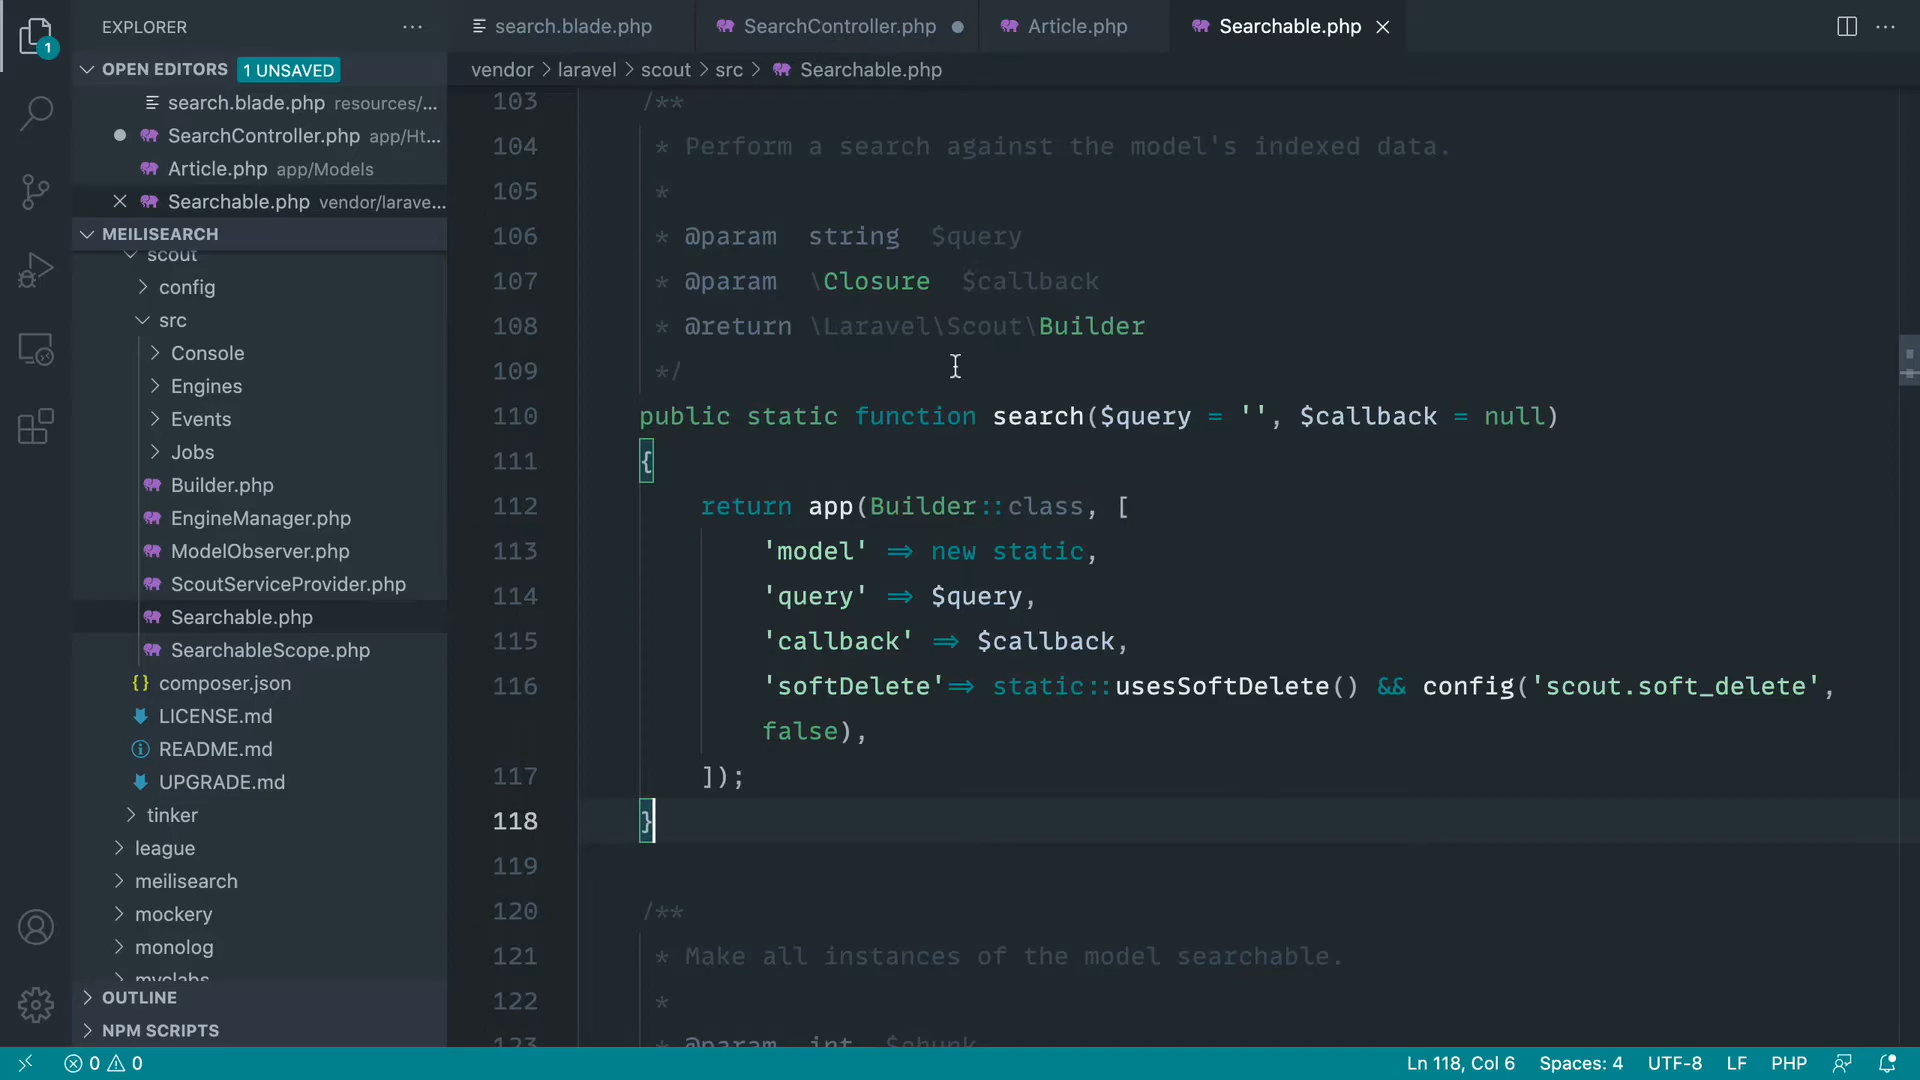 EXPLORER
OPEN EDITORS 1 UNSAVED
search.blade.php resources/...
SearchController.php app/Ht...
Article.php app/Models
Searchable.php vendor/larave...
MEILISEARCH
scout
config
src
Console
Engines
Events
Jobs
Builder.php
EngineManager.php
ModelObserver.php
ScoutServiceProvider.php
Searchable.php
SearchableScope.php
{} composer.json
LICENSE.md
README.md
UPGRADE.md
tinker
league
meilisearch
mockery
monolog
myclabs
OUTLINE
NPM SCRIPTS
1
search.blade.php SearchController.php Article.php Searchable.php
vendor > laravel > scout > src > Searchable.php
103 /**
104 * Perform a search against the model's indexed data.
105 *
106 * @param string $query
107 * @param \Closure $callback
108 * @return \Laravel\Scout\Builder
109 */
110 public static function search($query = '', $callback = null)
111 {
112 return app(Builder::class, [
113 'model' => new static,
114 'query' => $query,
115 'callback' => $callback,
116 'softDelete'=> static::usesSoftDelete() && config('scout.soft_delete',
false),
117 ]);
118 }
119
120 /**
121 * Make all instances of the model searchable.
122 *
123 * @param int $chunk
0 0 Ln 118, Col 6 Spaces: 4 UTF-8 LF PHP